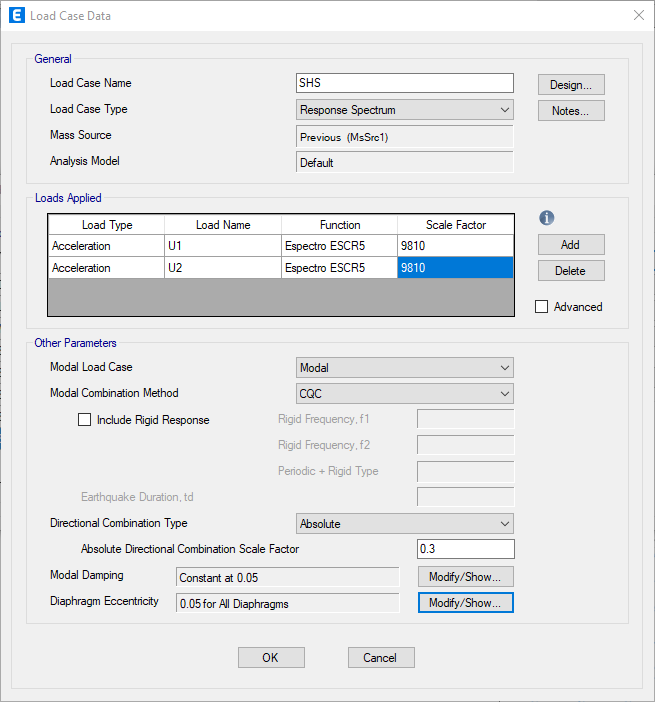 E Load Case Data
General
Load Case Name SHS Design...
Load Case Type Response Spectrum Notes...
Mass Source Previous (MsSrc1)
Analysis Model Default
Loads Applied
Load Type Load Name Function Scale Factor
Acceleration U1 Espectro ESCR5 9810 Add
Acceleration U2 Espectro ESCR5 9810 Delete
Advanced
Other Parameters
Modal Load Case Modal
Modal Combination Method CQC
Include Rigid Response Rigid Frequency, f1
Rigid Frequency, f2
Periodic + Rigid Type
Earthquake Duration, td
Directional Combination Type Absolute
Absolute Directional Combination Scale Factor 0.3
Modal Damping Constant at 0.05 Modify/Show...
Diaphragm Eccentricity 0.05 for All Diaphragms Modify/Show...
OK Cancel